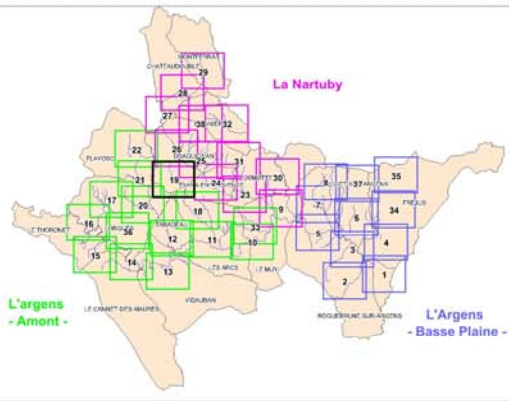 MONTFERRAT
CHATEAUDOUBLE
29
La Nartuby
28
27
38
32
22
26
DRAGUIGNAN
FLAYOSC
25
31
35
21
19
24
30
8
37
17
20
18
23
9
7
34
FREJUS
16
LE THORONET
36
33
6
12
11
10
5
4
15
14
3
13
LES ARCS
LE MUY
2
1
L'argens
- Amont -
LE CANNET-DES-MAURES
VIDAUBAN
ROQUEBRUNE-SUR-ARGENS
L'Argens
- Basse Plaine -